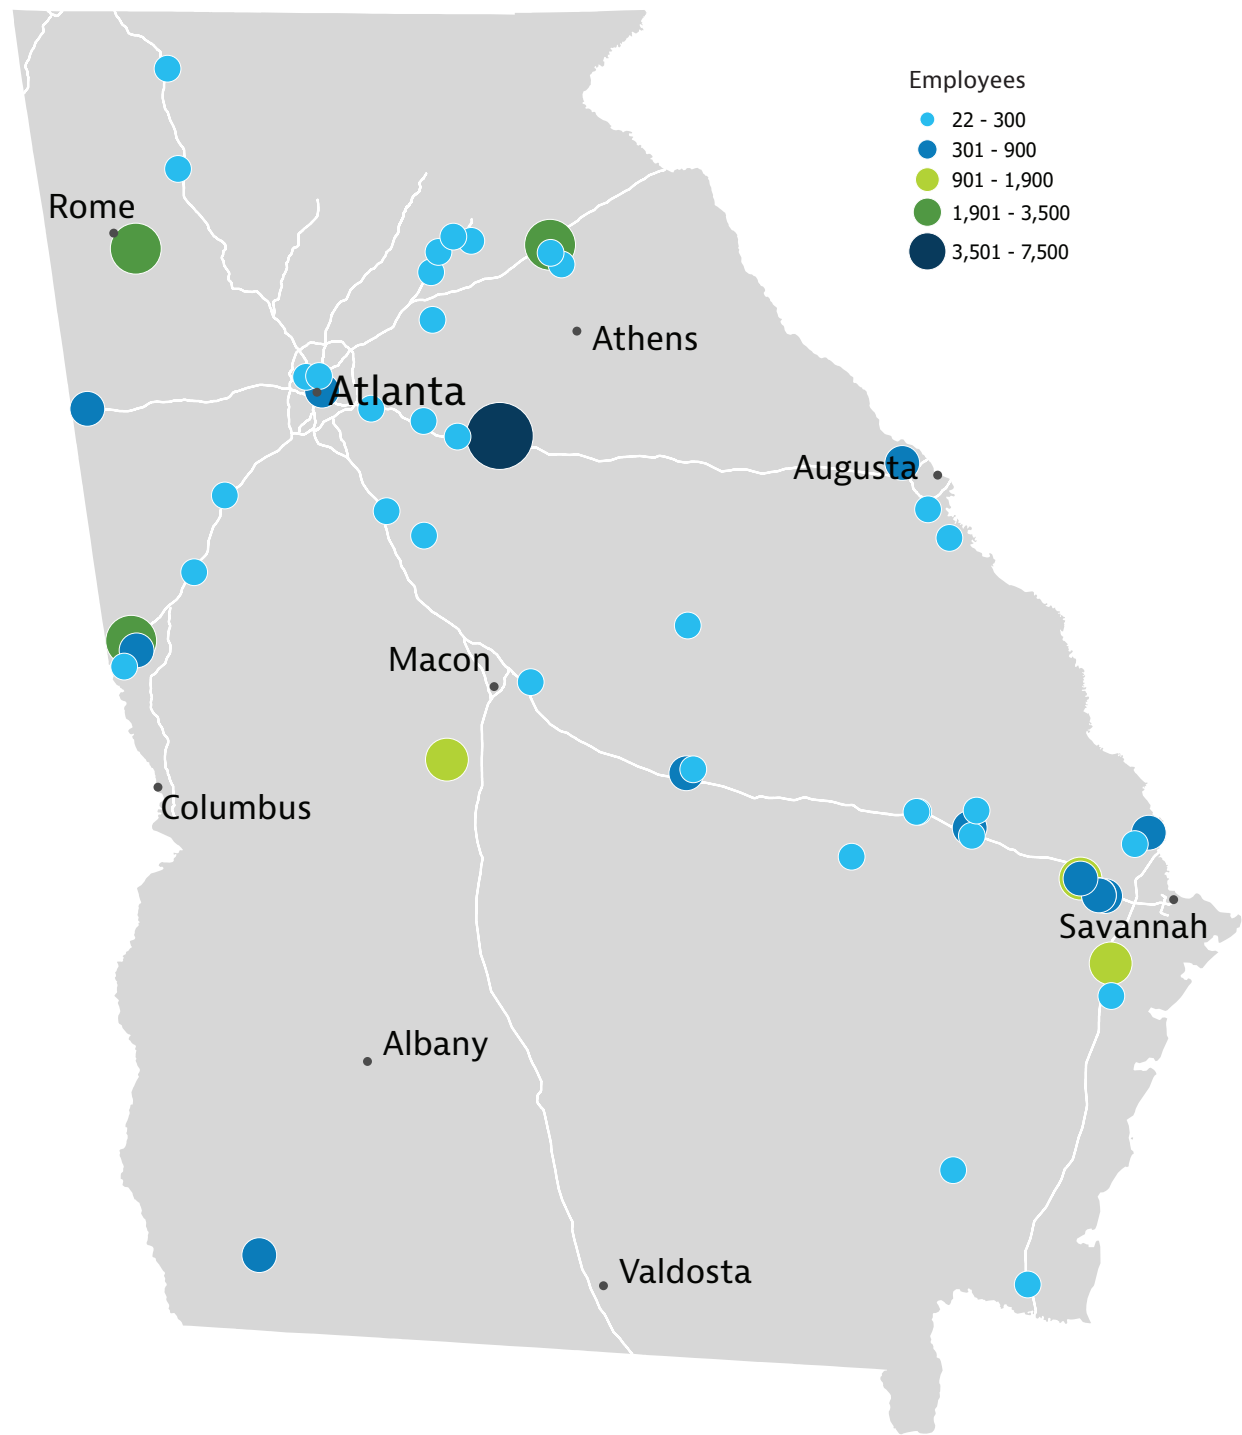 Employees
22 - 300
301 - 900
901 - 1,900
1,901 - 3,500
3,501 - 7,500
Rome
Athens
Atlanta
Augusta
Macon
Columbus
Savannah
Albany
Valdosta